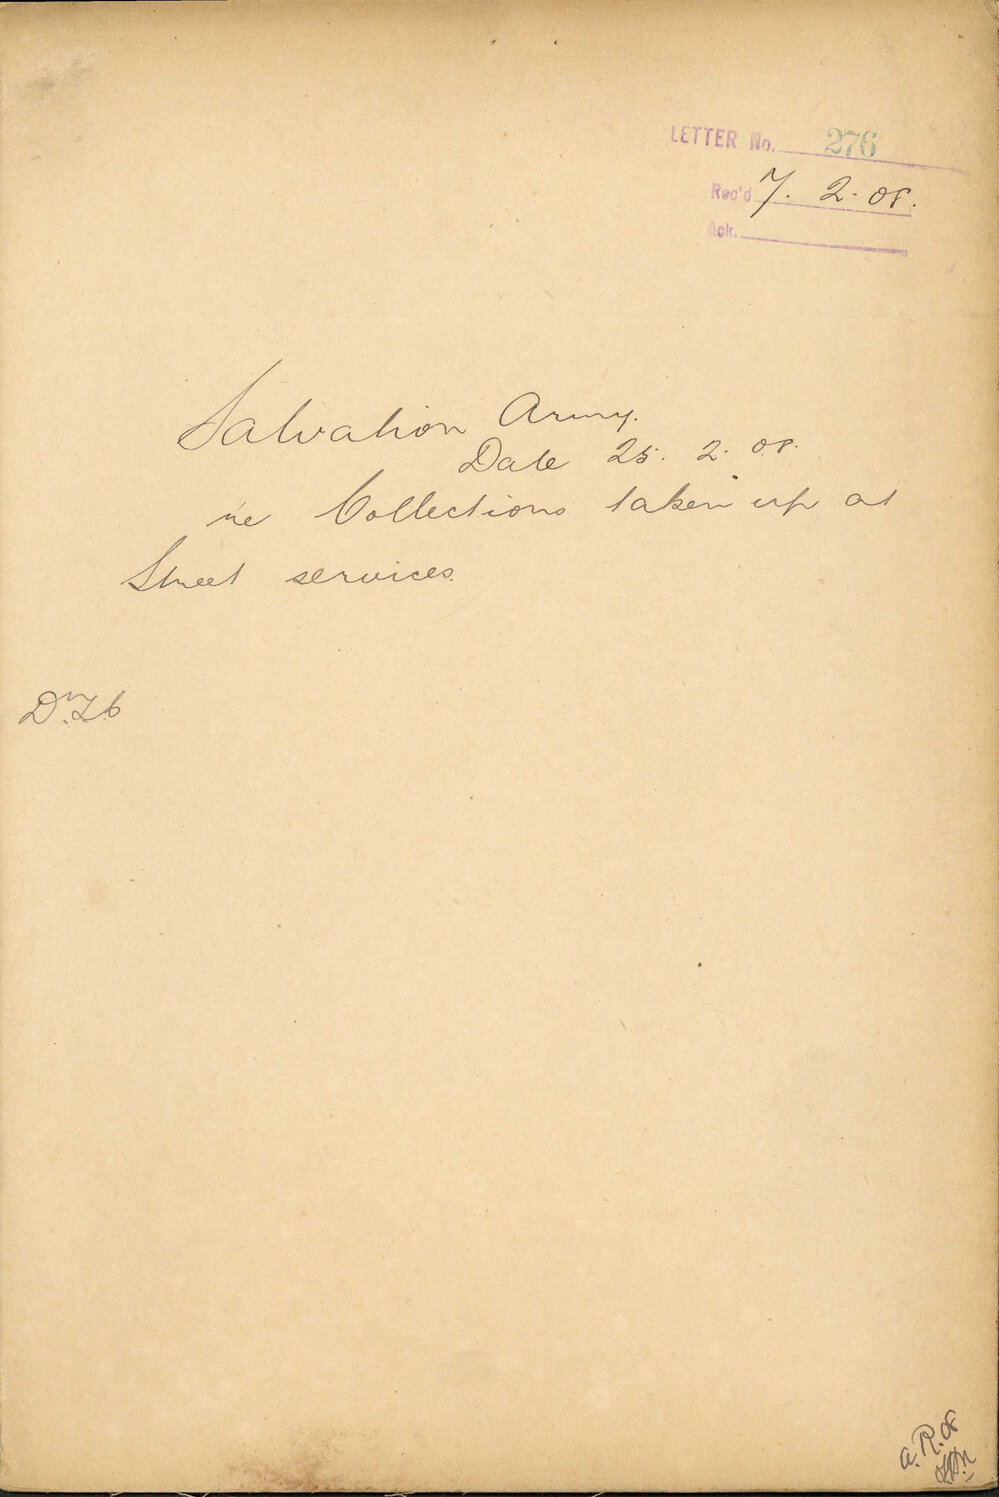 LETTER No. 276
Rec'd 7. 2. 08.
Ack.
Salvation Army.
Date 25. 2. 08.
re Collections taken up at
Street services.
a.R. 08